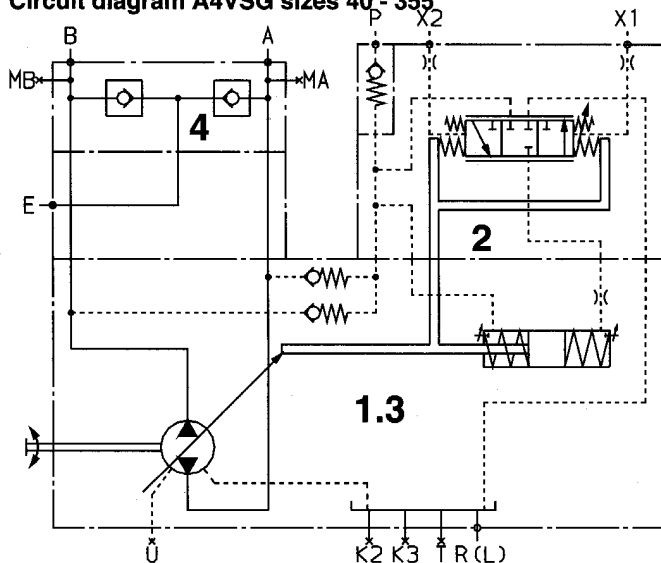 Circuit diagram A4VSG sizes 40 - 355
B A P X2 X1
MB MA
4
E
2
1.3
U K2 K3 T R(L)